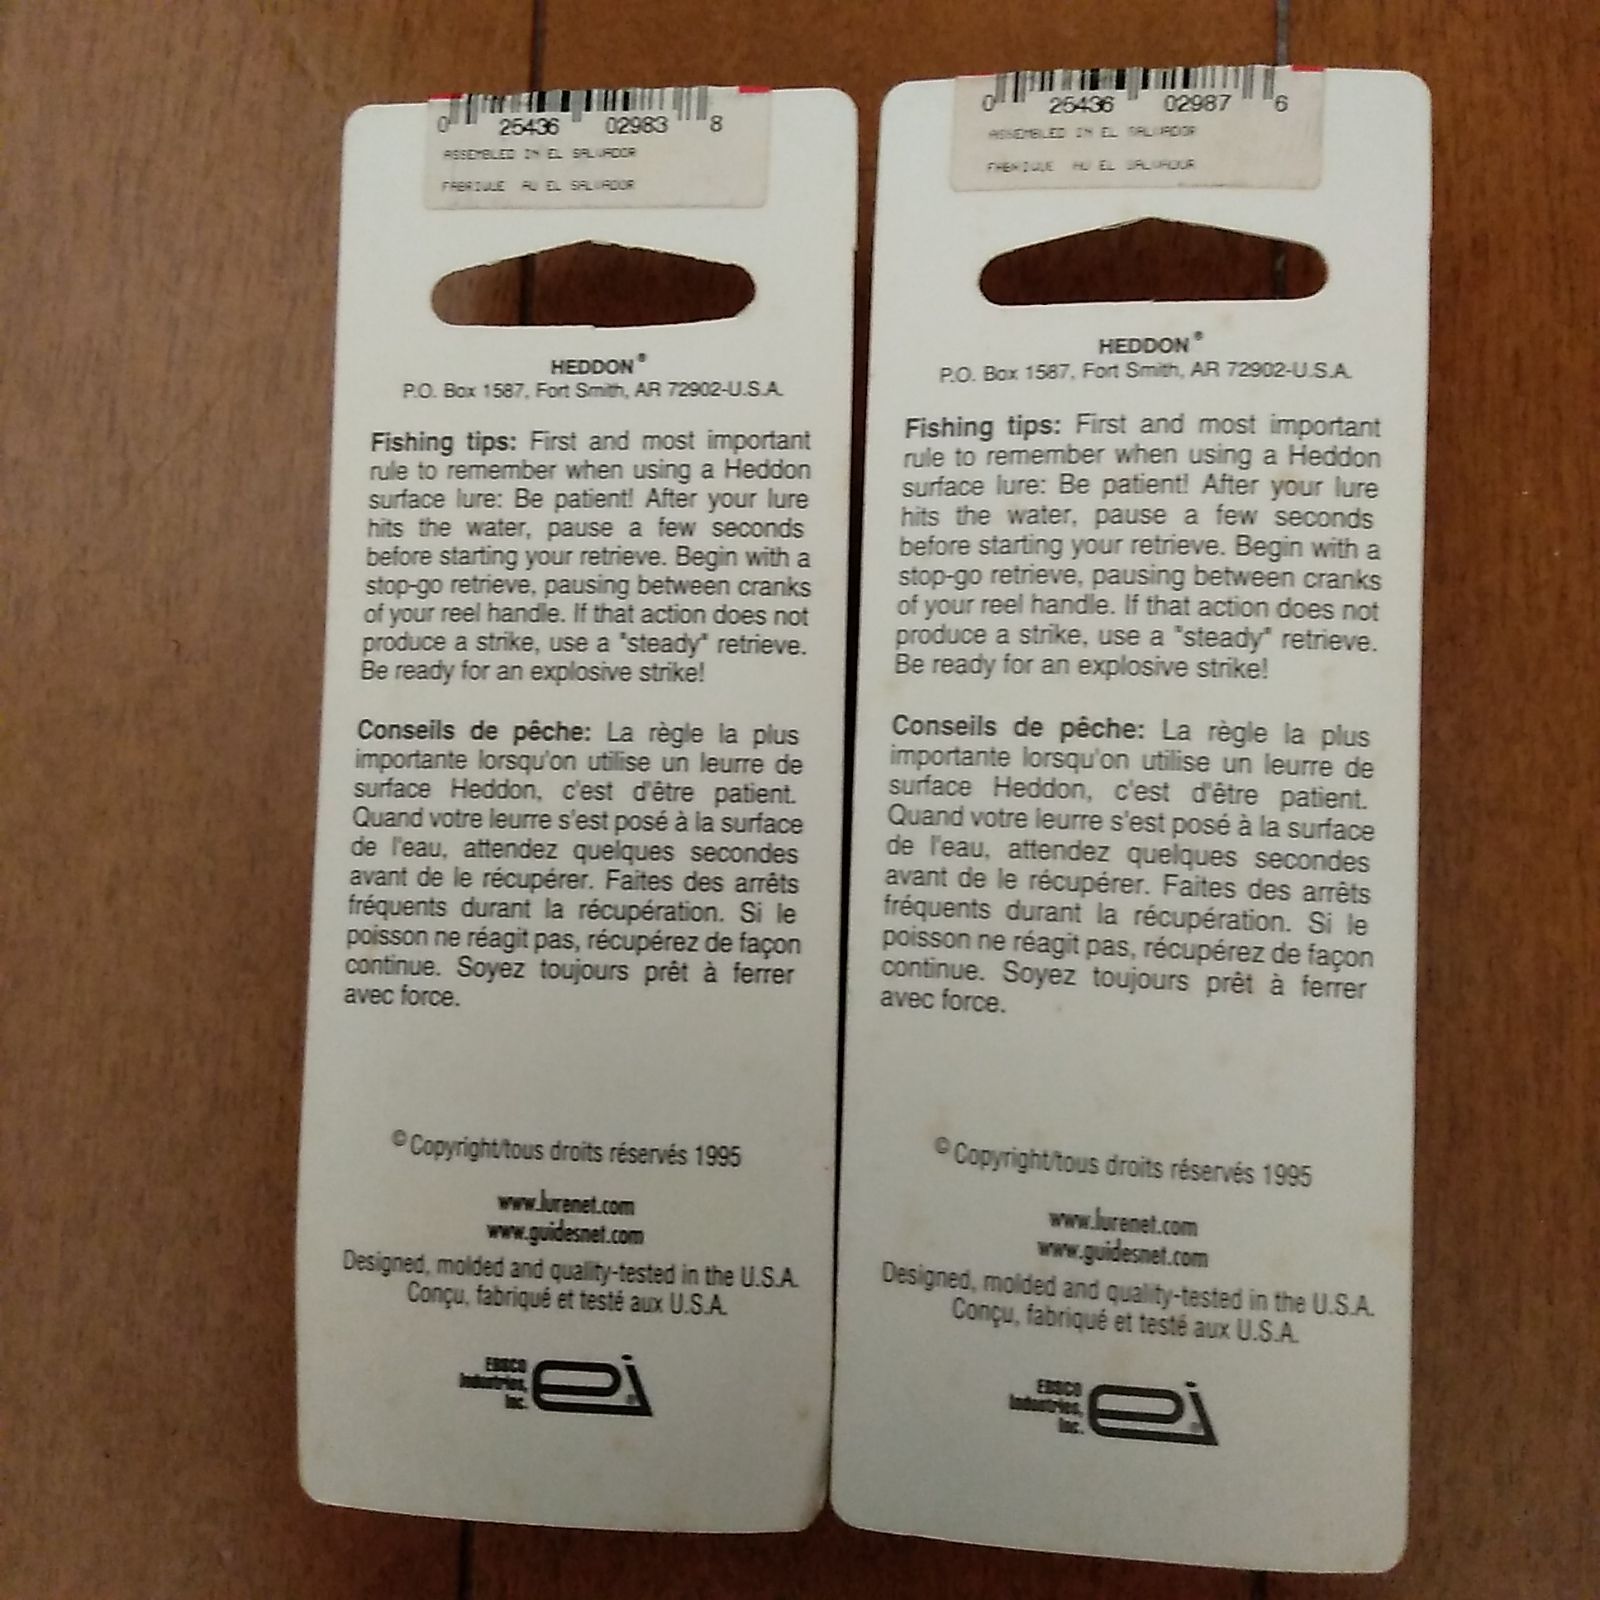 0 25436 02983 8
ASSEMBLED IN EL SALVADOR
FABRIQUE AU EL SALVADOR
HEDDON®
P.O. Box 1587, Fort Smith, AR 72902-U.S.A.
Fishing tips: First and most important
rule to remember when using a Heddon
surface lure: Be patient! After your lure
hits the water, pause a few seconds
before starting your retrieve. Begin with a
stop-go retrieve, pausing between cranks
of your reel handle. If that action does not
produce a strike, use a "steady" retrieve.
Be ready for an explosive strike!
Conseils de pêche: La règle la plus
importante lorsqu'on utilise un leurre de
surface Heddon, c'est d'être patient.
Quand votre leurre s'est posé à la surface
de l'eau, attendez quelques secondes
avant de le récupérer. Faites des arrêts
fréquents durant la récupération. Si le
poisson ne réagit pas, récupérez de façon
continue. Soyez toujours prêt à ferrer
avec force.
© Copyright/tous droits réservés 1995
www.lurenet.com
www.guidesnet.com
Designed, molded and quality-tested in the U.S.A.
Conçu, fabriqué et testé aux U.S.A.
EBSCO
Industries,
Inc.
ei®
0 25436 02987 6
ASSEMBLED IN EL SALVADOR
FABRIQUE AU EL SALVADOR
HEDDON®
P.O. Box 1587, Fort Smith, AR 72902-U.S.A.
Fishing tips: First and most important
rule to remember when using a Heddon
surface lure: Be patient! After your lure
hits the water, pause a few seconds
before starting your retrieve. Begin with a
stop-go retrieve, pausing between cranks
of your reel handle. If that action does not
produce a strike, use a "steady" retrieve.
Be ready for an explosive strike!
Conseils de pêche: La règle la plus
importante lorsqu'on utilise un leurre de
surface Heddon, c'est d'être patient.
Quand votre leurre s'est posé à la surface
de l'eau, attendez quelques secondes
avant de le récupérer. Faites des arrêts
fréquents durant la récupération. Si le
poisson ne réagit pas, récupérez de façon
continue. Soyez toujours prêt à ferrer
avec force.
© Copyright/tous droits réservés 1995
www.lurenet.com
www.guidesnet.com
Designed, molded and quality-tested in the U.S.A.
Conçu, fabriqué et testé aux U.S.A.
EBSCO
Industries,
Inc.
ei®